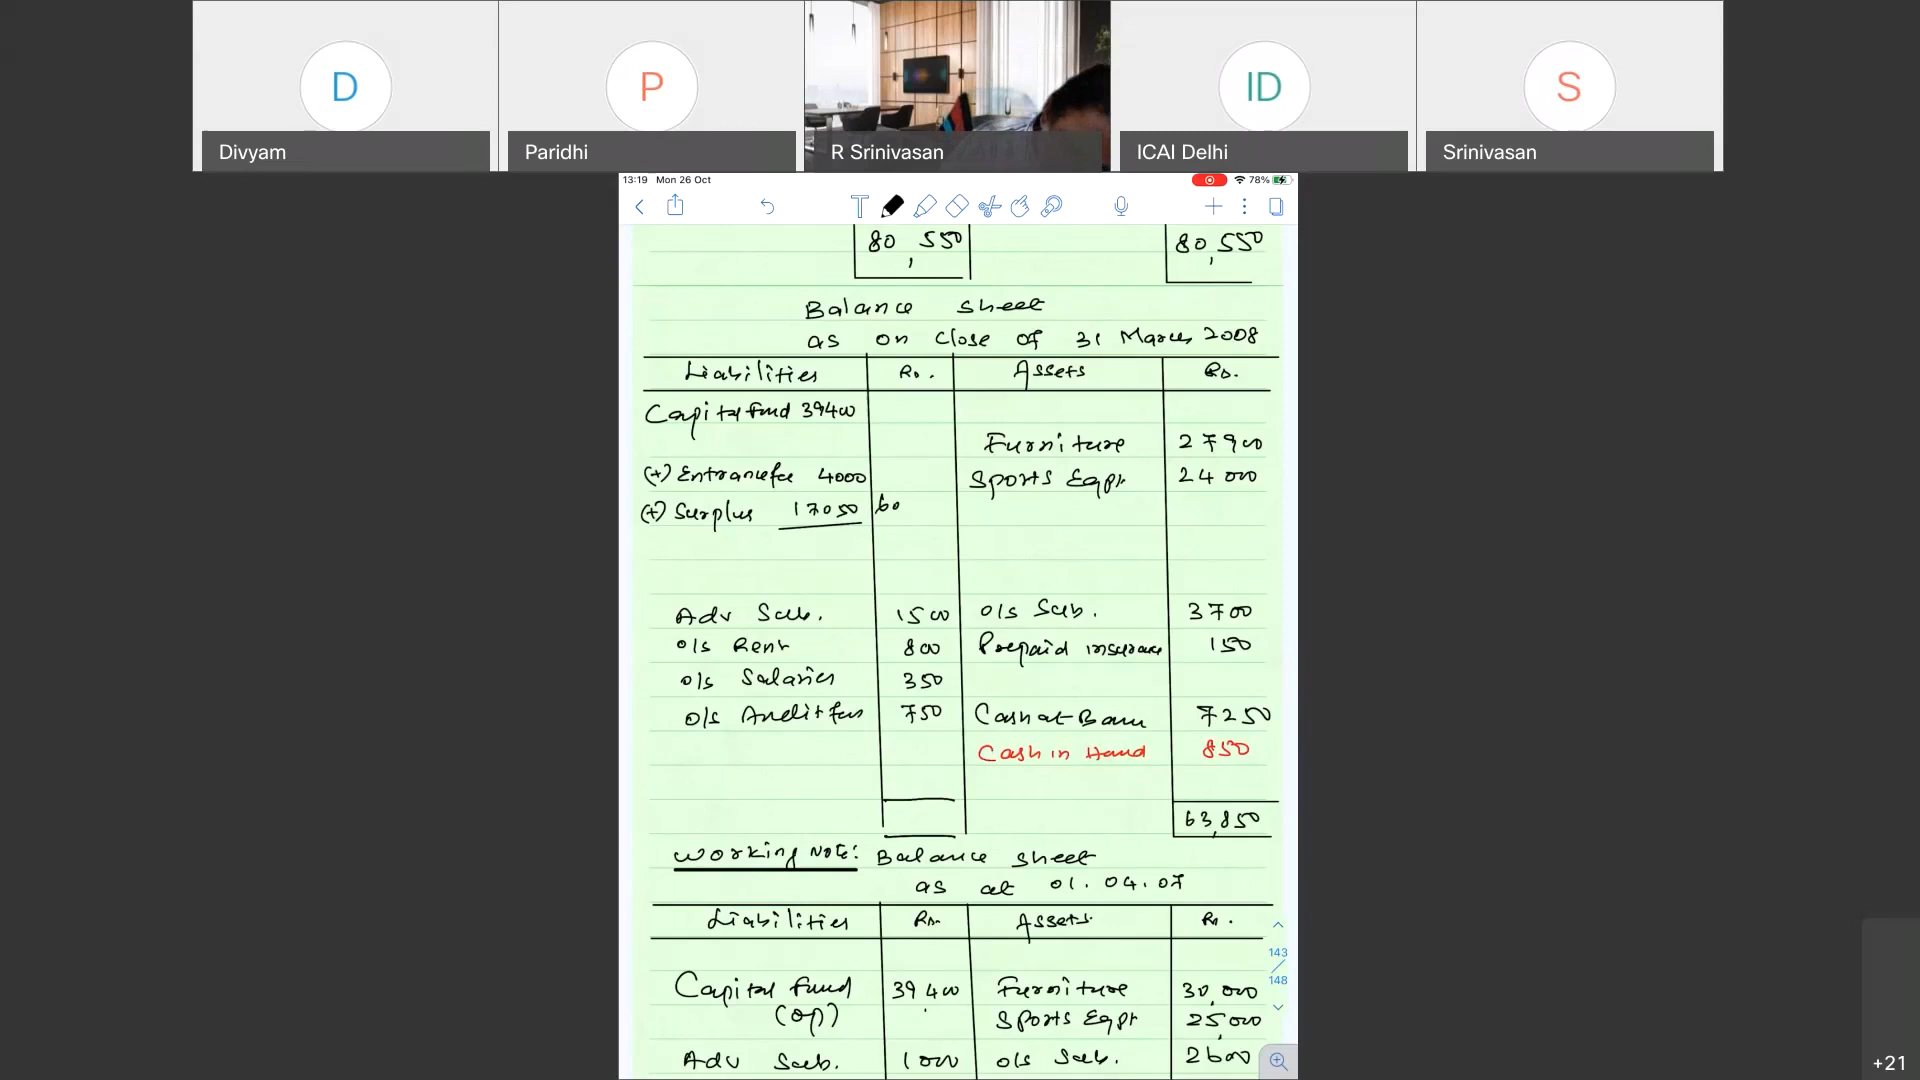 D P ID S
Divyam Paridhi R Srinivasan ICAI Delhi Srinivasan
13:19 Mon 26 Oct 78%
80,550 80,550
Balance sheet
as on close of 31 March 2008
Liabilities Rs. Assets Rs.
Capital fund 39400
Furniture 27900
(+) Entrance fee 4000 Sports Eqpt 24000
(+) Surplus 17050 60
Adv Sub. 1500 o/s Sub. 3700
o/s Rent 800 Prepaid insurance 150
o/s Salaries 350
o/s Audit fees 750 Cash at Bank 7250
Cash in Hand 850
63,850
Working Note: Balance sheet
as at 01.04.07
Liabilities Rs. Assets Rs.
143
/
148
Capital fund 39400 Furniture 30,000
(op) Sports Eqpt 25,000
Adv Sub. 1000 o/s Sub. 2600
+21